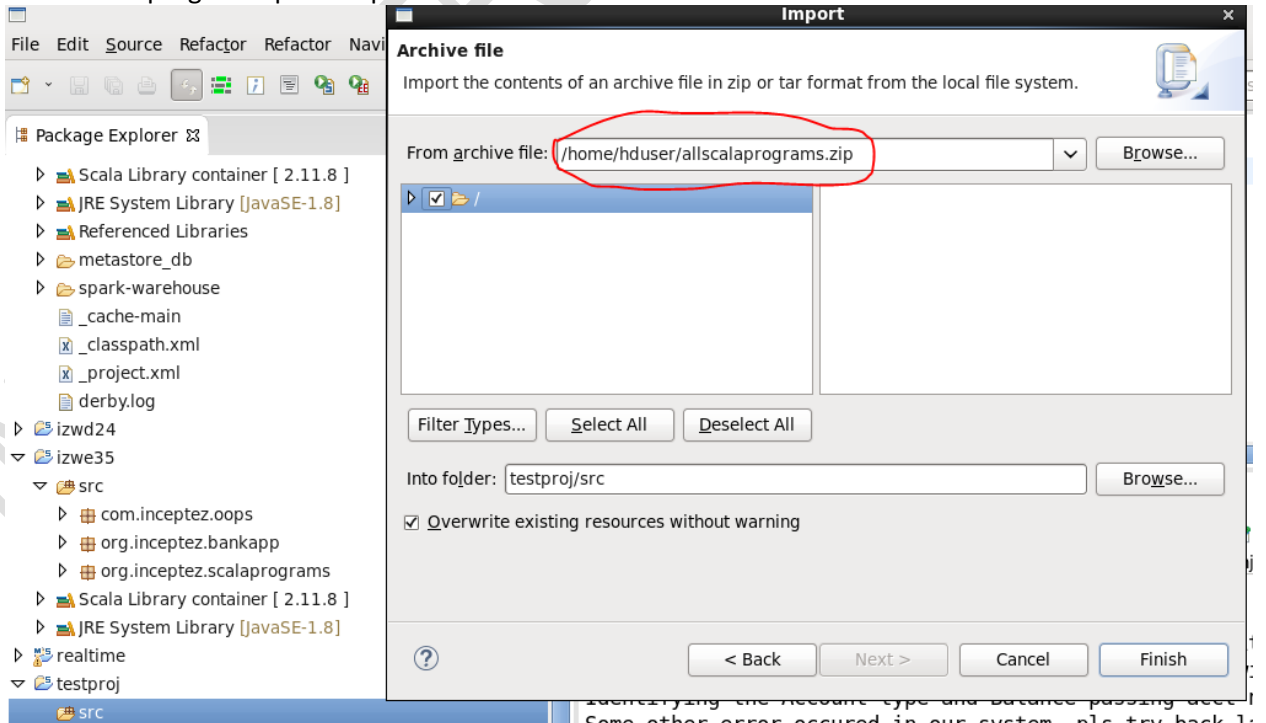 Import
File Edit Source Refactor Refactor Navi
Archive file
Import the contents of an archive file in zip or tar format from the local file system.
Package Explorer
Scala Library container [ 2.11.8 ]
JRE System Library [JavaSE-1.8]
Referenced Libraries
metastore_db
spark-warehouse
_cache-main
_classpath.xml
_project.xml
derby.log
izwd24
izwe35
src
com.inceptez.oops
org.inceptez.bankapp
org.inceptez.scalaprograms
Scala Library container [ 2.11.8 ]
JRE System Library [JavaSE-1.8]
realtime
testproj
src
From archive file: /home/hduser/allscalaprograms.zip Browse...
/
Filter Types... Select All Deselect All
Into folder: testproj/src Browse...
Overwrite existing resources without warning
< Back Next > Cancel Finish
Some other error occured in our system, pls try back